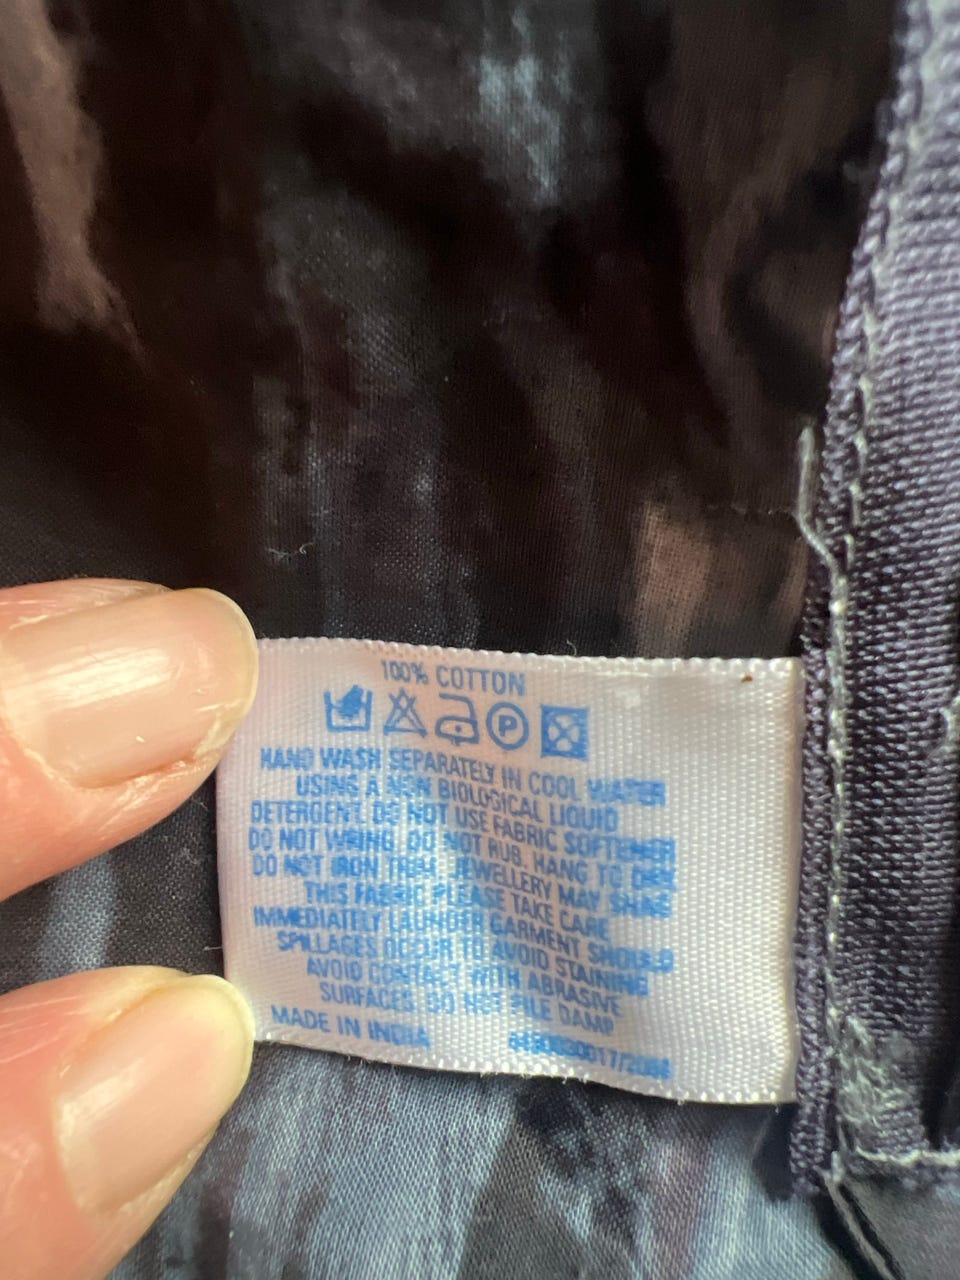 100% COTTON
P
HAND WASH SEPARATELY IN COOL WATER
USING A NON BIOLOGICAL LIQUID
DETERGENT. DO NOT USE FABRIC SOFTENER
DO NOT WRING. DO NOT RUB. HANG TO DRY
DO NOT IRON TRIM. JEWELLERY MAY SNAG
THIS FABRIC. PLEASE TAKE CARE
IMMEDIATELY LAUNDER GARMENT SHOULD
SPILLAGES OCCUR TO AVOID STAINING
AVOID CONTACT WITH ABRASIVE
SURFACES. DO NOT PILE DAMP
MADE IN INDIA